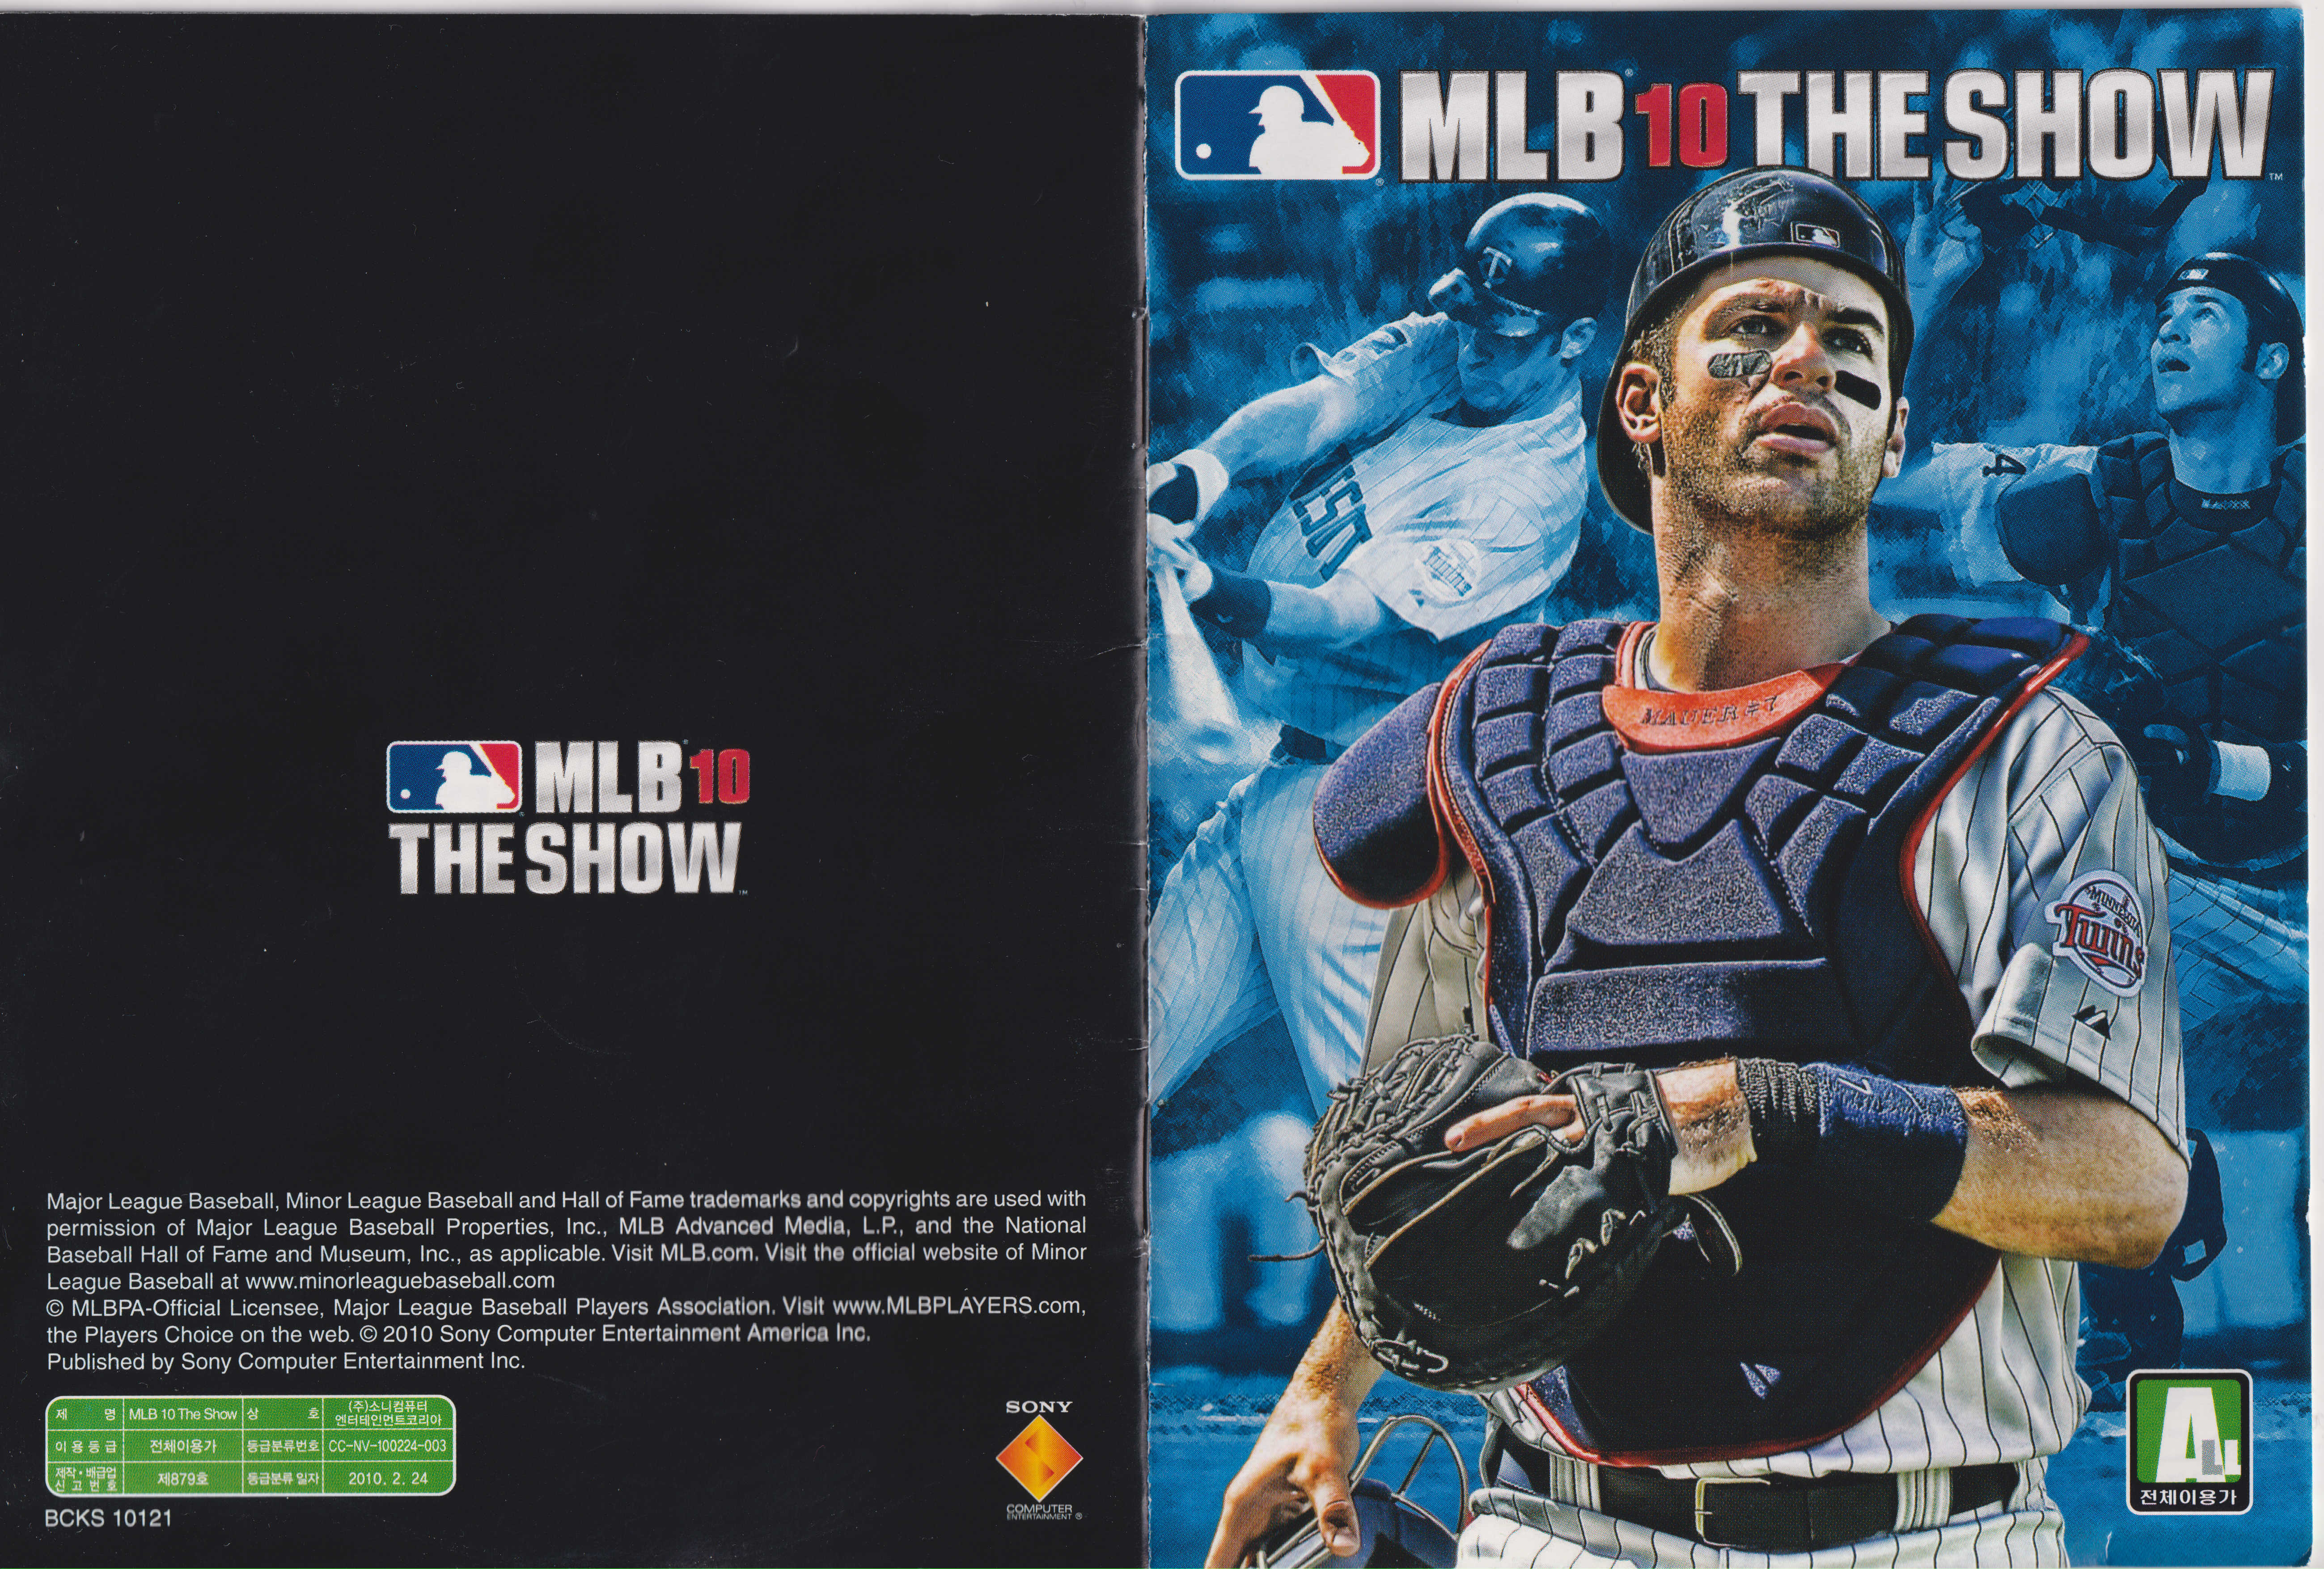 MLB 10
THE SHOW™
Major League Baseball, Minor League Baseball and Hall of Fame trademarks and copyrights are used with
permission of Major League Baseball Properties, Inc., MLB Advanced Media, L.P., and the National
Baseball Hall of Fame and Museum, Inc., as applicable. Visit MLB.com. Visit the official website of Minor
League Baseball at www.minorleaguebaseball.com
© MLBPA-Official Licensee, Major League Baseball Players Association. Visit www.MLBPLAYERS.com,
the Players Choice on the web. © 2010 Sony Computer Entertainment America Inc.
Published by Sony Computer Entertainment Inc.
제 명 MLB 10 The Show 상 호 (주)소니컴퓨터
엔터테인먼트코리아
이용등급 전체이용가 등급분류번호 CC-NV-100224-003
제작·배급업
신고번호 제879호 등급분류 일자 2010. 2. 24
BCKS 10121
SONY
COMPUTER
ENTERTAINMENT ®
MLB® 10 THE SHOW™
T
ESO
Twins
4
MAUER #7
MINNESOTA
Twins
7
ALL
전체이용가